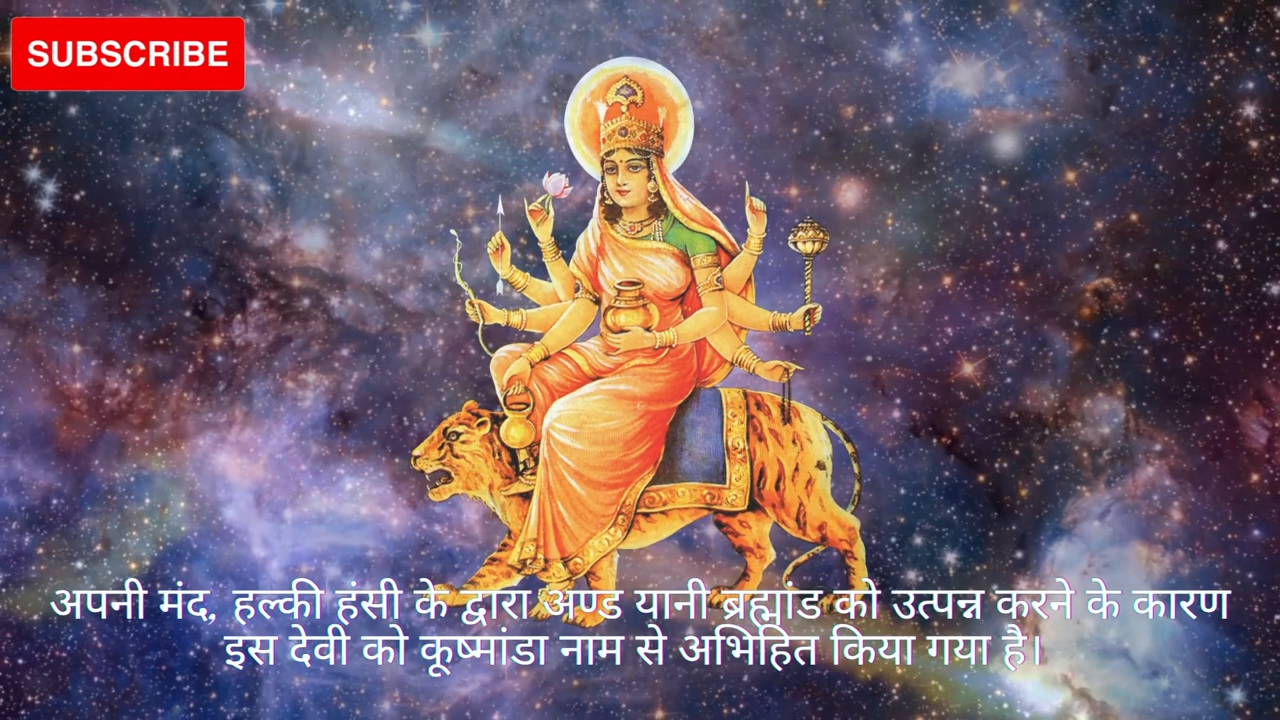 SUBSCRIBE
अपनी मंद, हल्की हंसी के द्वारा अण्ड यानी ब्रह्मांड को उत्पन्न करने के कारण
इस देवी को कूष्मांडा नाम से अभिहित किया गया है।